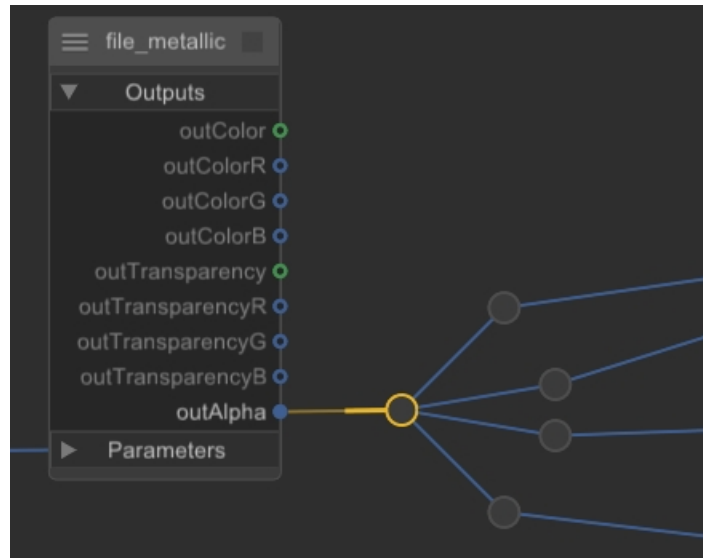 file_metallic
Outputs
outColor
outColorR
outColorG
outColorB
outTransparency
outTransparencyR
outTransparencyG
outTransparencyB
outAlpha
Parameters